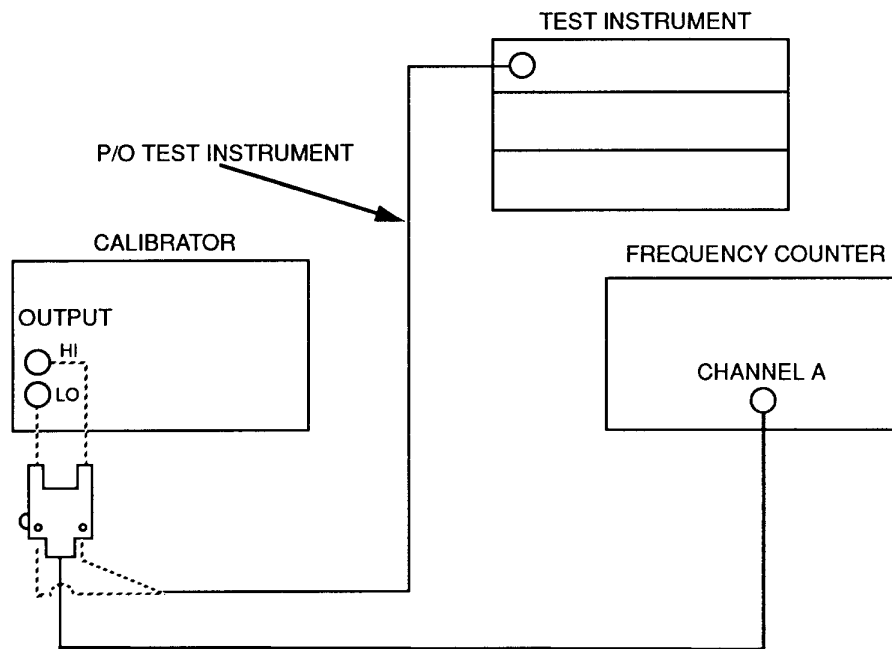 TEST INSTRUMENT
P/O TEST INSTRUMENT
CALIBRATOR
FREQUENCY COUNTER
OUTPUT
HI
LO
CHANNEL A